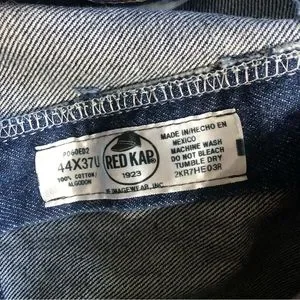 PD60ED2
44X37U
100% COTTON/
ALGODON
RED KAP
1923
IMAGEWEAR, INC.
MADE IN/HECHO EN
MEXICO
MACHINE WASH
DO NOT BLEACH
TUMBLE DRY
2KR7HE03R